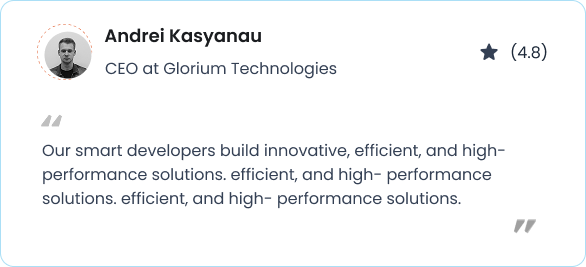 Andrei Kasyanau
CEO at Glorium Technologies
(4.8)
“
Our smart developers build innovative, efficient, and high-
performance solutions. efficient, and high- performance
solutions. efficient, and high- performance solutions.
”